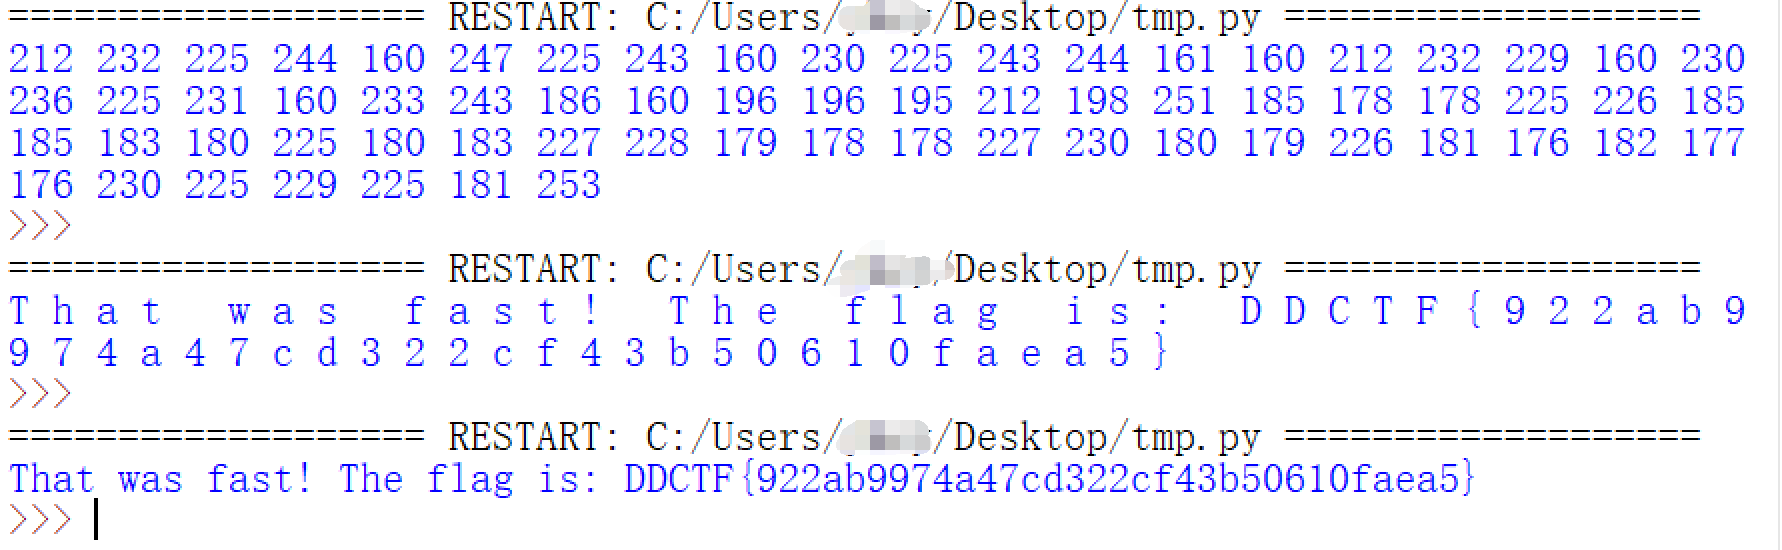 =================== RESTART: C:/Users/ /Desktop/tmp.py ===================
212 232 225 244 160 247 225 243 160 230 225 243 244 161 160 212 232 229 160 230
236 225 231 160 233 243 186 160 196 196 195 212 198 251 185 178 178 225 226 185
185 183 180 225 180 183 227 228 179 178 178 227 230 180 179 226 181 176 182 177
176 230 225 229 225 181 253
>>>
=================== RESTART: C:/Users/ /Desktop/tmp.py ===================
T h a t   w a s   f a s t !   T h e   f l a g   i s :   D D C T F { 9 2 2 a b 9
9 7 4 a 4 7 c d 3 2 2 c f 4 3 b 5 0 6 1 0 f a e a 5 }
>>>
=================== RESTART: C:/Users/ /Desktop/tmp.py ===================
That was fast! The flag is: DDCTF{922ab9974a47cd322cf43b50610faea5}
>>>